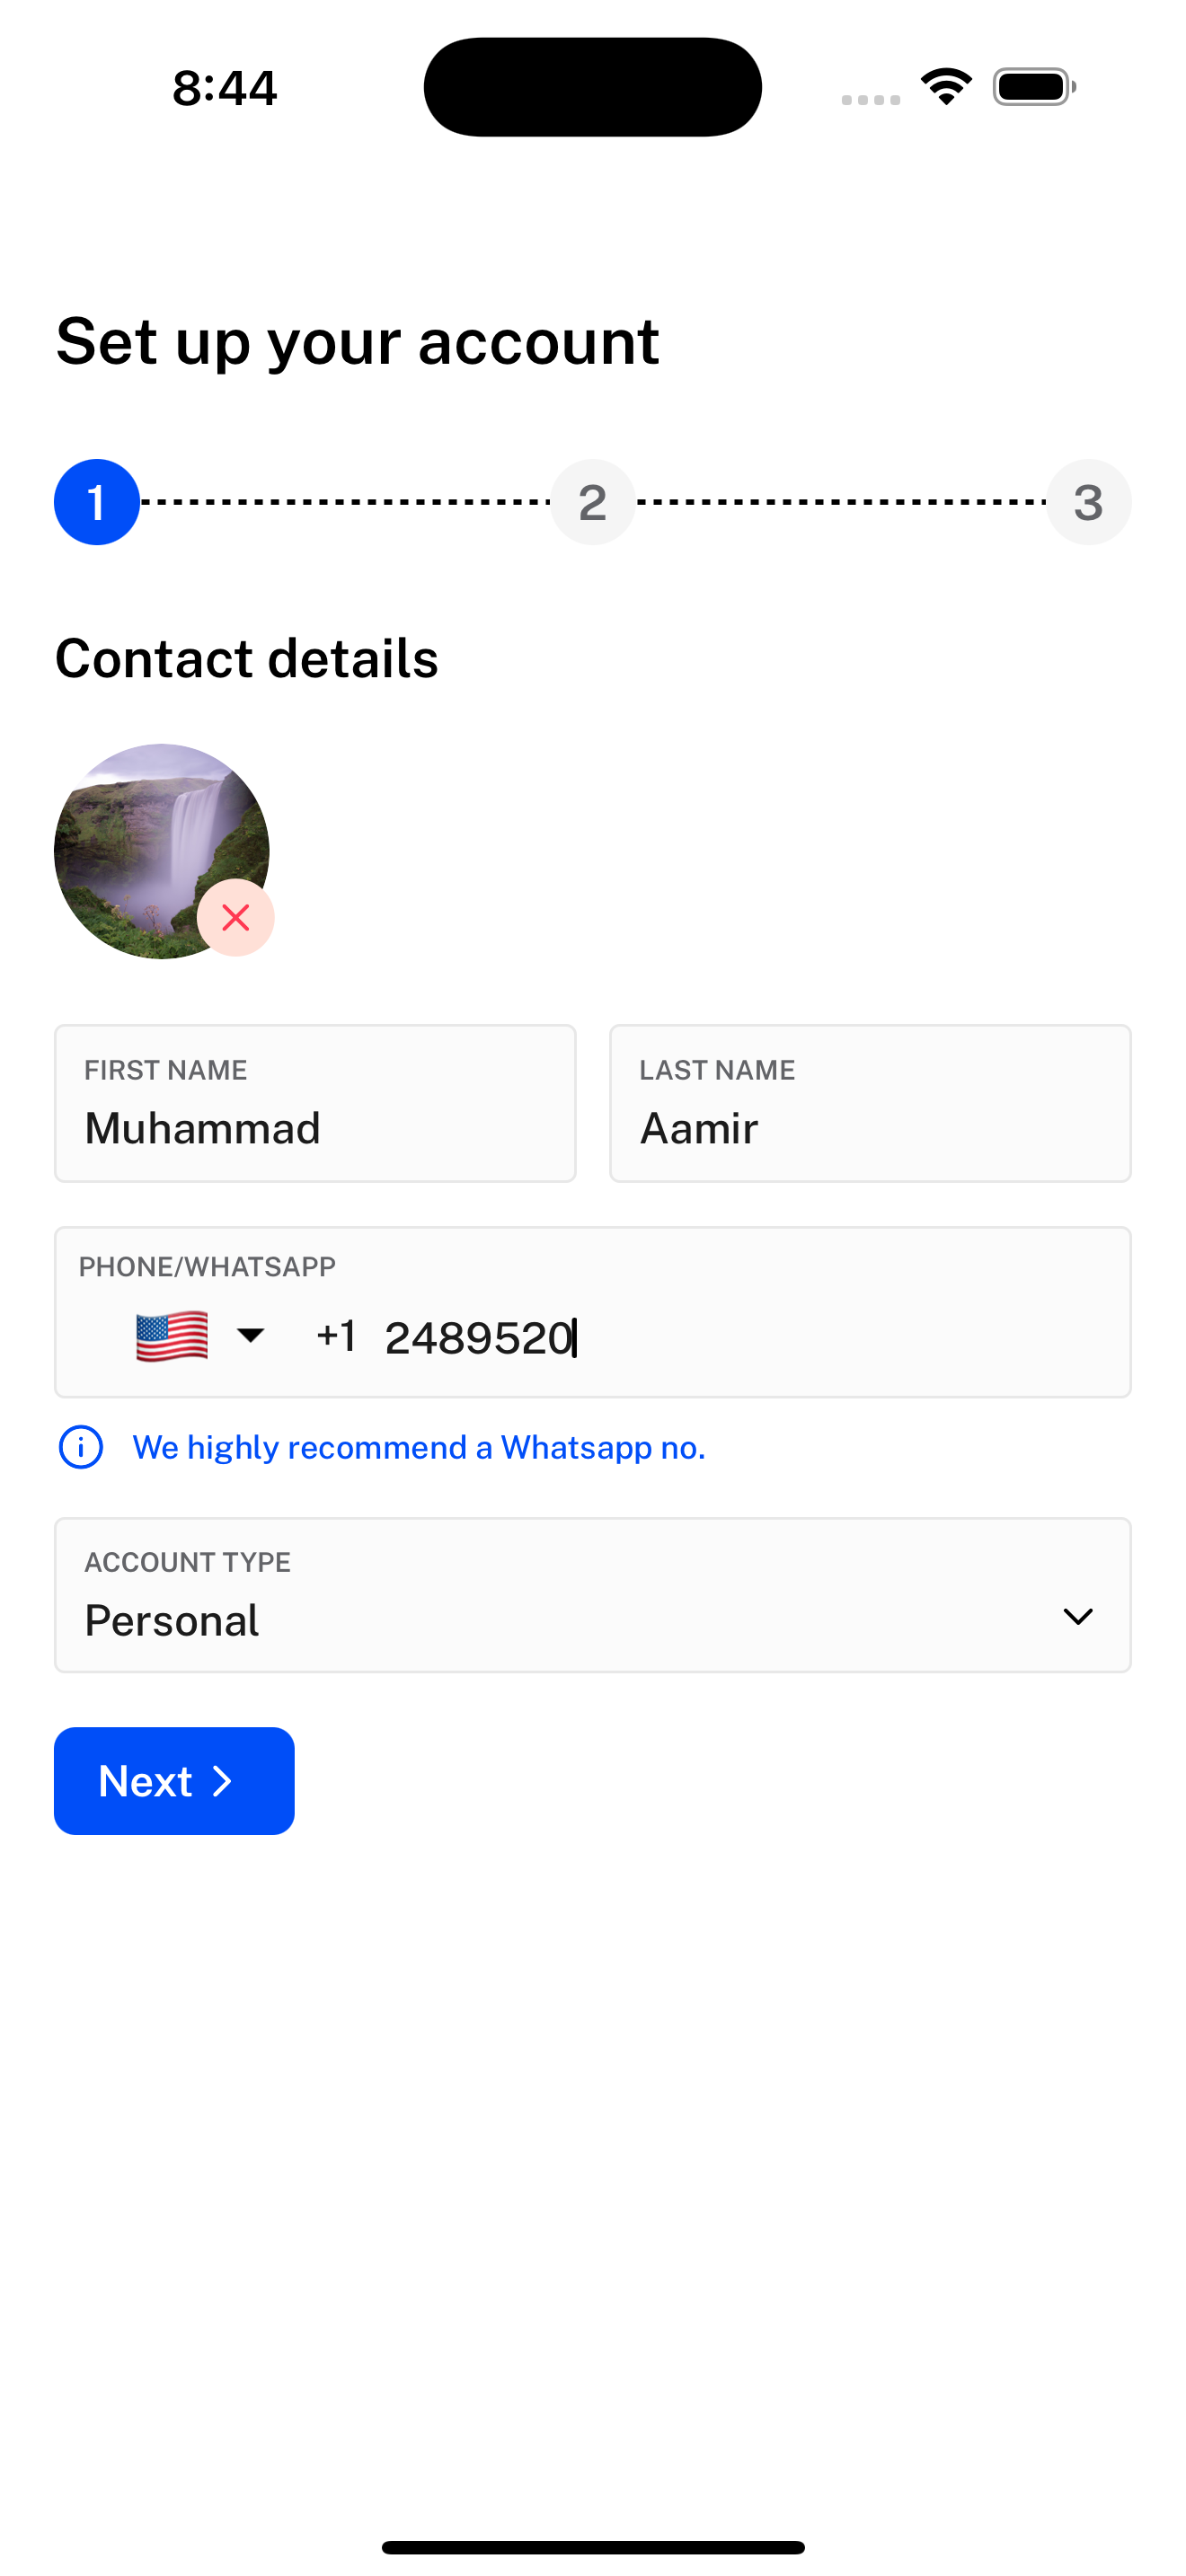 8:44
Set up your account
1 2 3
Contact details
FIRST NAME LAST NAME
Muhammad Aamir
PHONE/WHATSAPP
+1 2489520
We highly recommend a Whatsapp no.
ACCOUNT TYPE
Personal
Next